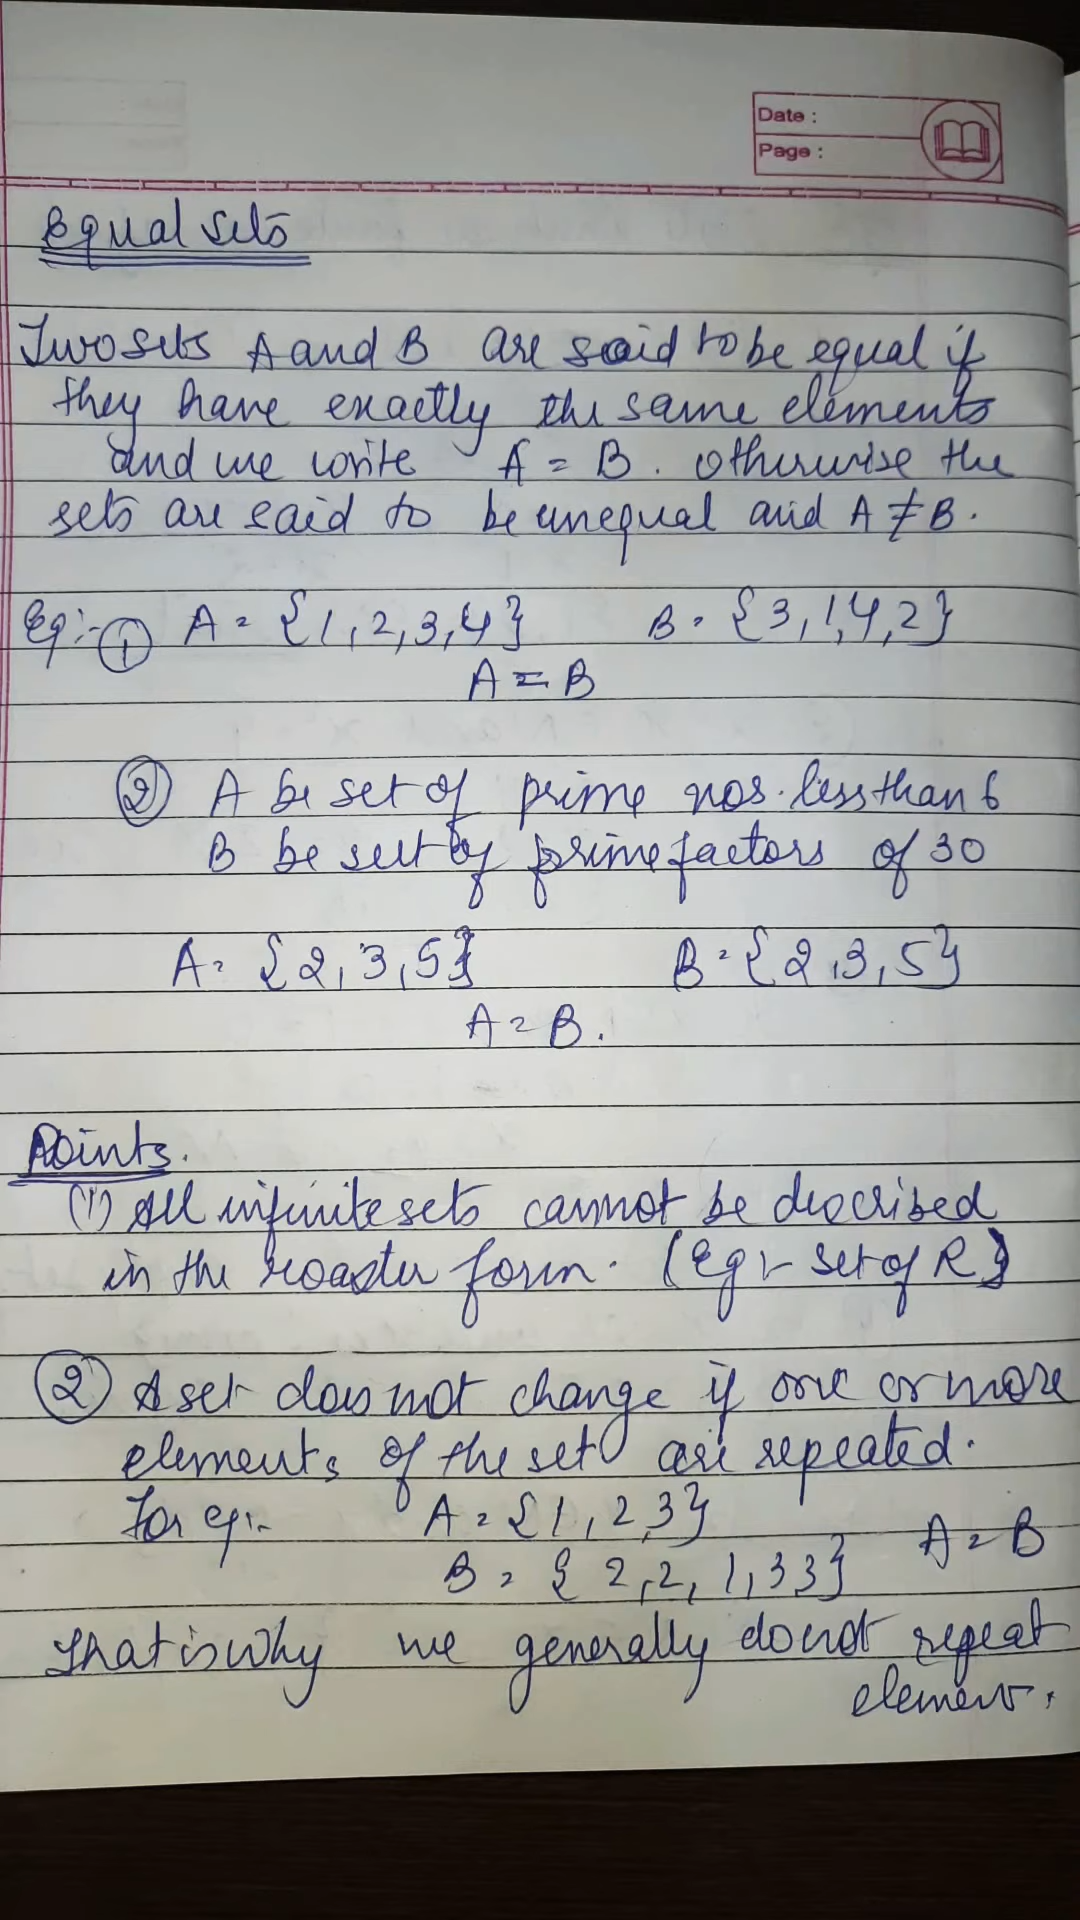 Date :
Page :
Equal Sets
Two sets A and B are said to be equal if
they have exactly the same elements
and we write A = B. otherwise the
sets are said to be unequal and A ≠ B.
Eg:- ① A = {1, 2, 3, 4} B = {3, 1, 4, 2}
A = B
② A be set of prime nos. less than 6
B be set of prime factors of 30
A = {2, 3, 5} B = {2, 3, 5}
A = B.
Points.
(1) All infinite sets cannot be described
in the roaster form. (Eg:- set of R)
② A set does not change if one or more
elements of the set are repeated.
For eg:- A = {1, 2, 3}
B = {2, 2, 1, 3 3} A = B
That is why we generally do not repeat
element.